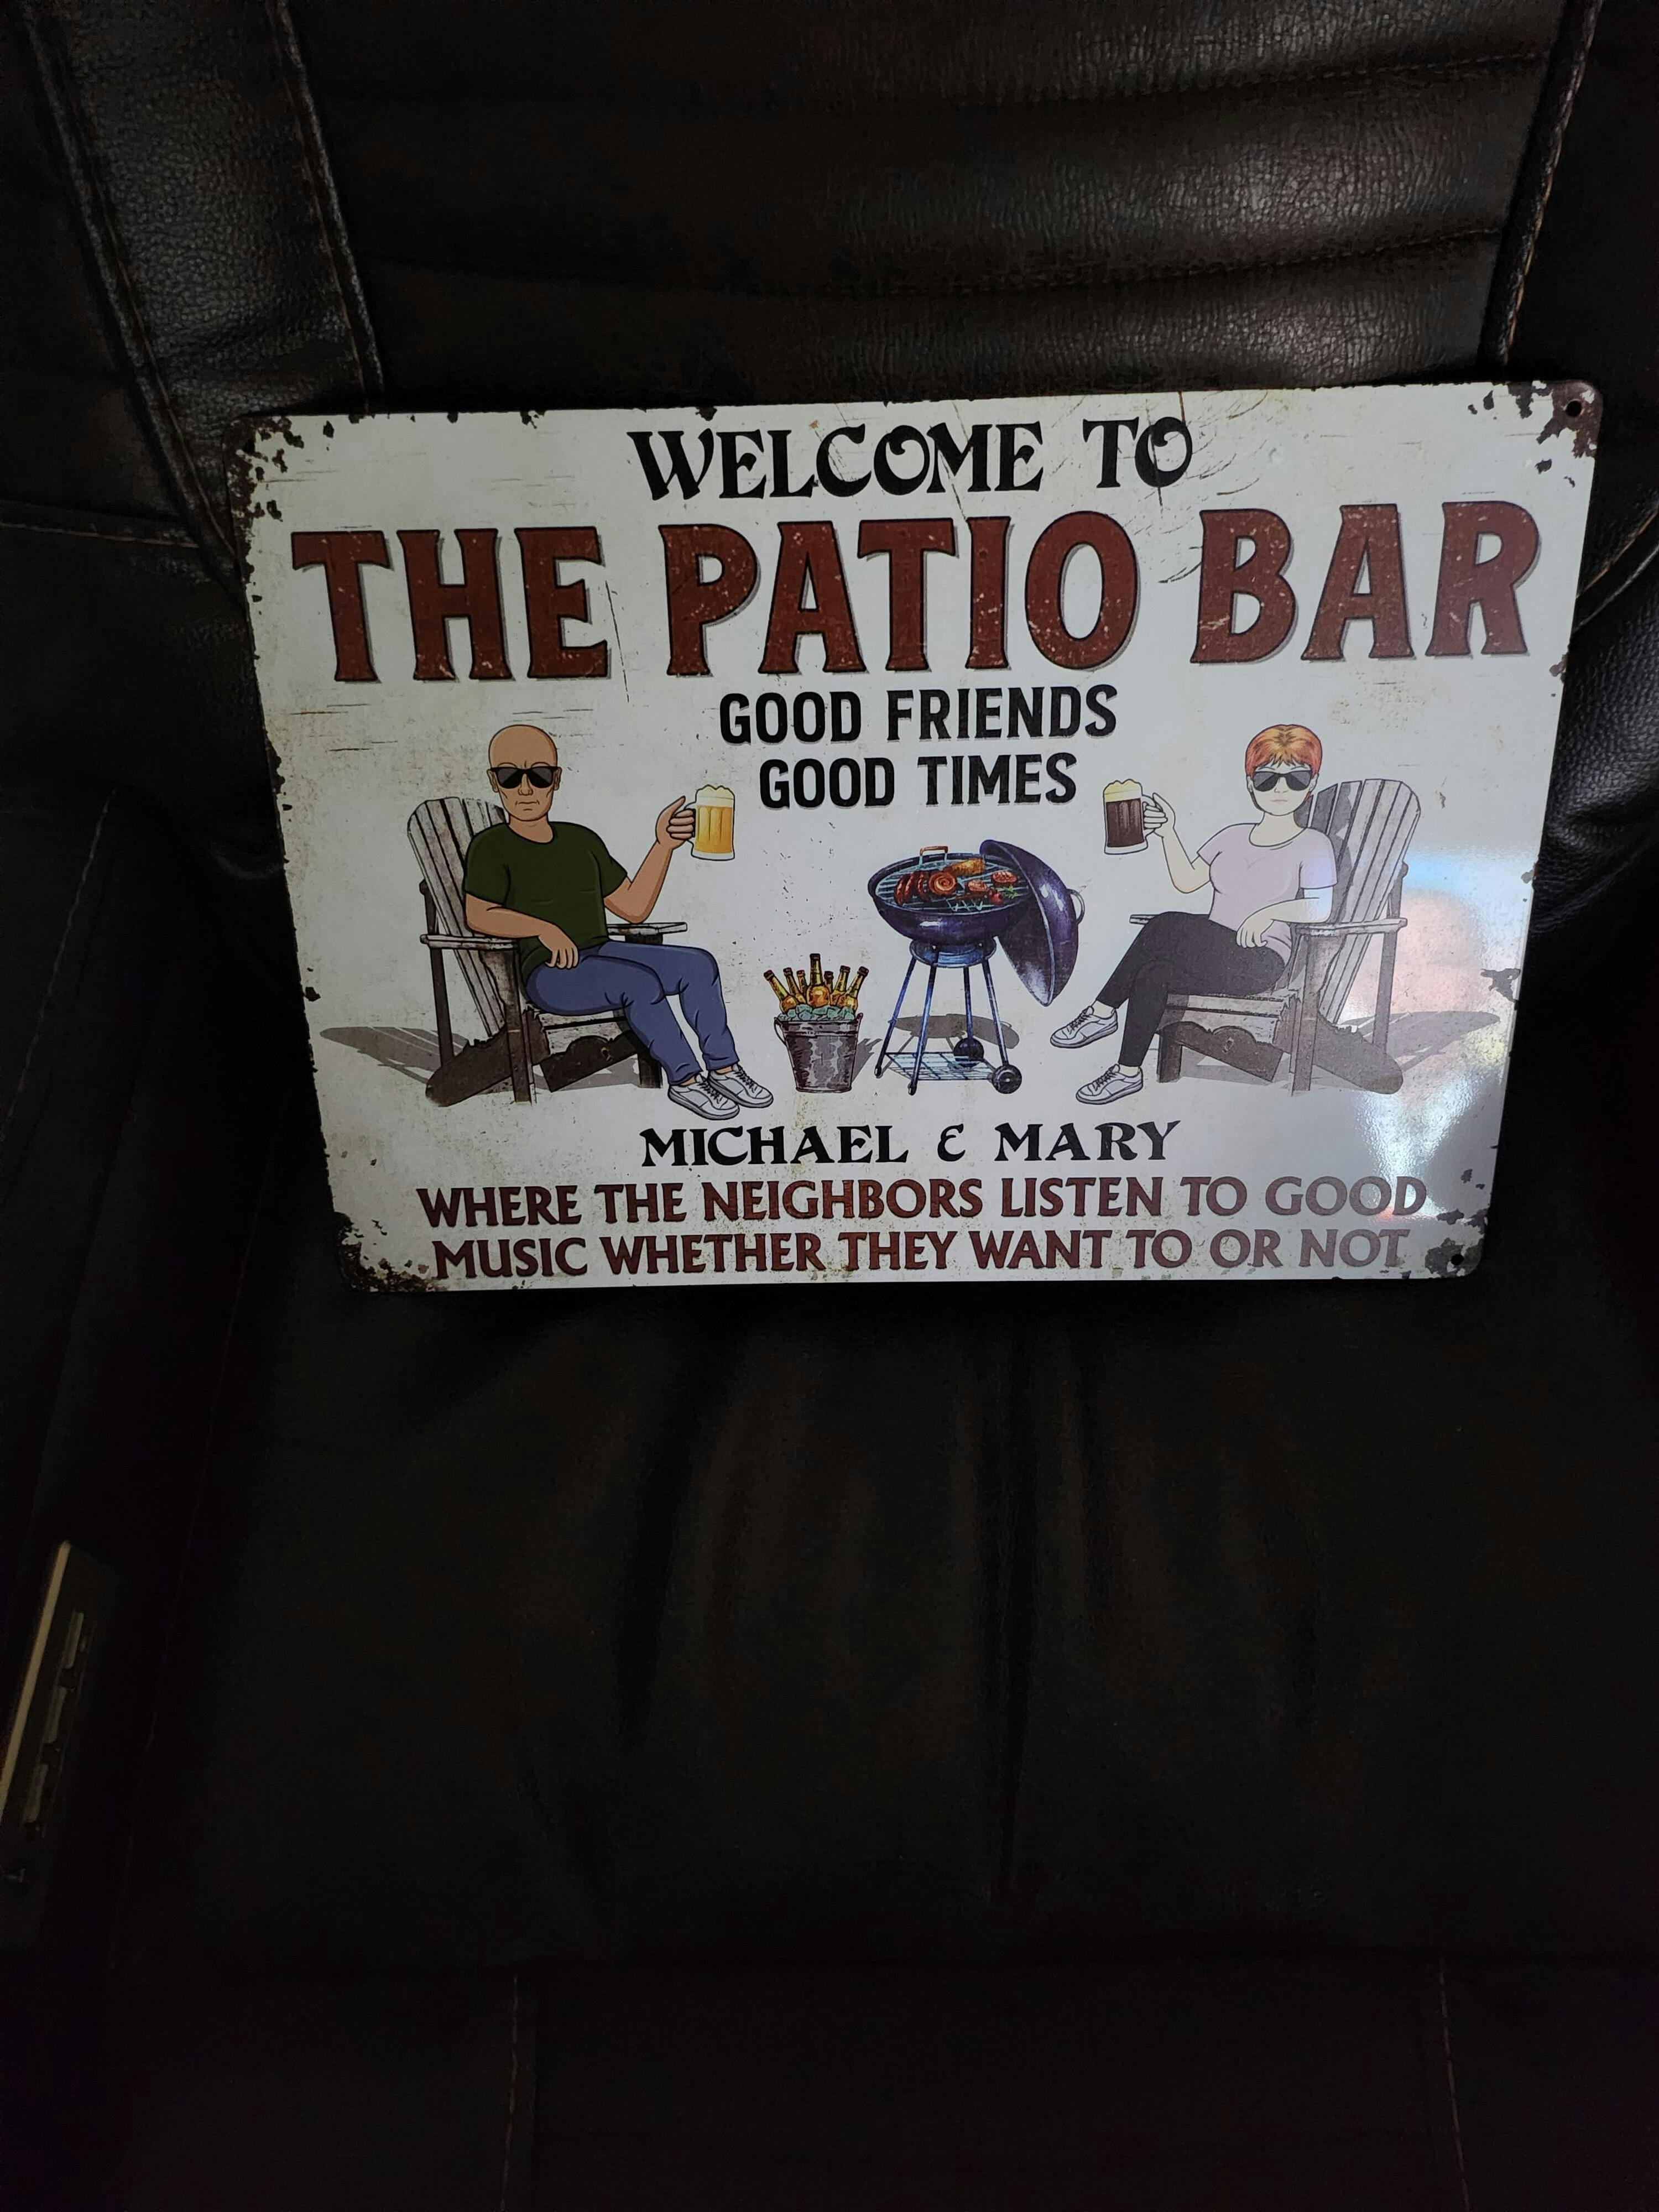 WELCOME TO
THE PATIO BAR
GOOD FRIENDS
GOOD TIMES
MICHAEL & MARY
WHERE THE NEIGHBORS LISTEN TO GOOD
MUSIC WHETHER THEY WANT TO OR NOT